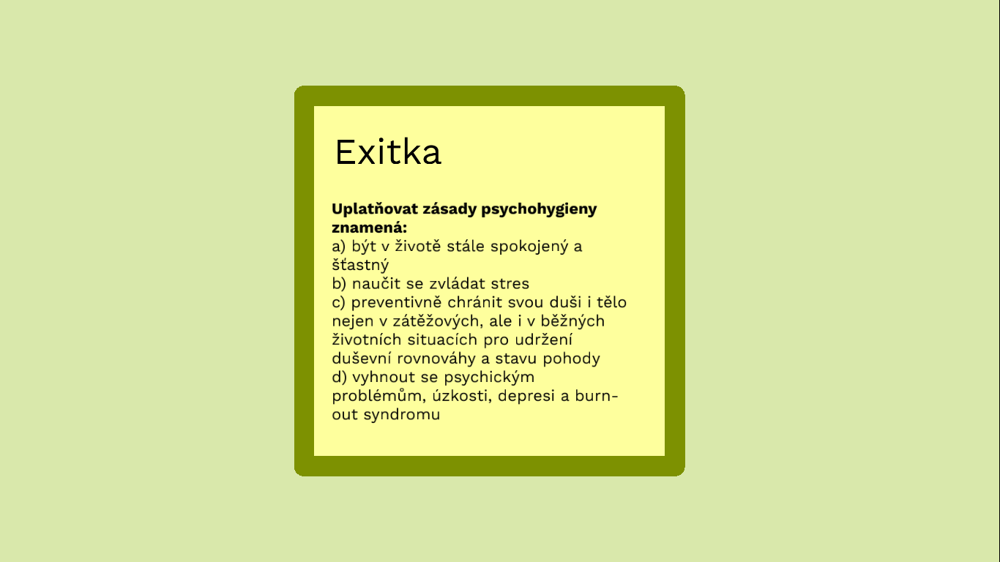 Exitka
Uplatňovat zásady psychohygieny
znamená:
a) být v životě stále spokojený a
šťastný
b) naučit se zvládat stres
c) preventivně chránit svou duši i tělo
nejen v zátěžových, ale i v běžných
životních situacích pro udržení
duševní rovnováhy a stavu pohody
d) vyhnout se psychickým
problémům, úzkosti, depresi a burn-
out syndromu